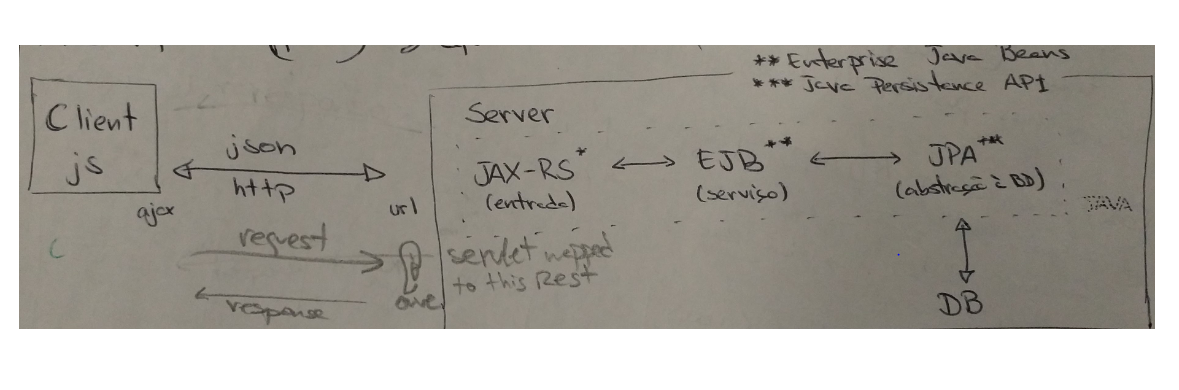 ** Enterprise Java Beans
*** Java Persistence API
Client
js
json
http
ajax
url
Server
JAX-RS*
(entrada)
EJB**
(serviço)
JPA***
(abstração à BD)
JAVA
request
response
servlet mapped
to this Rest
DB